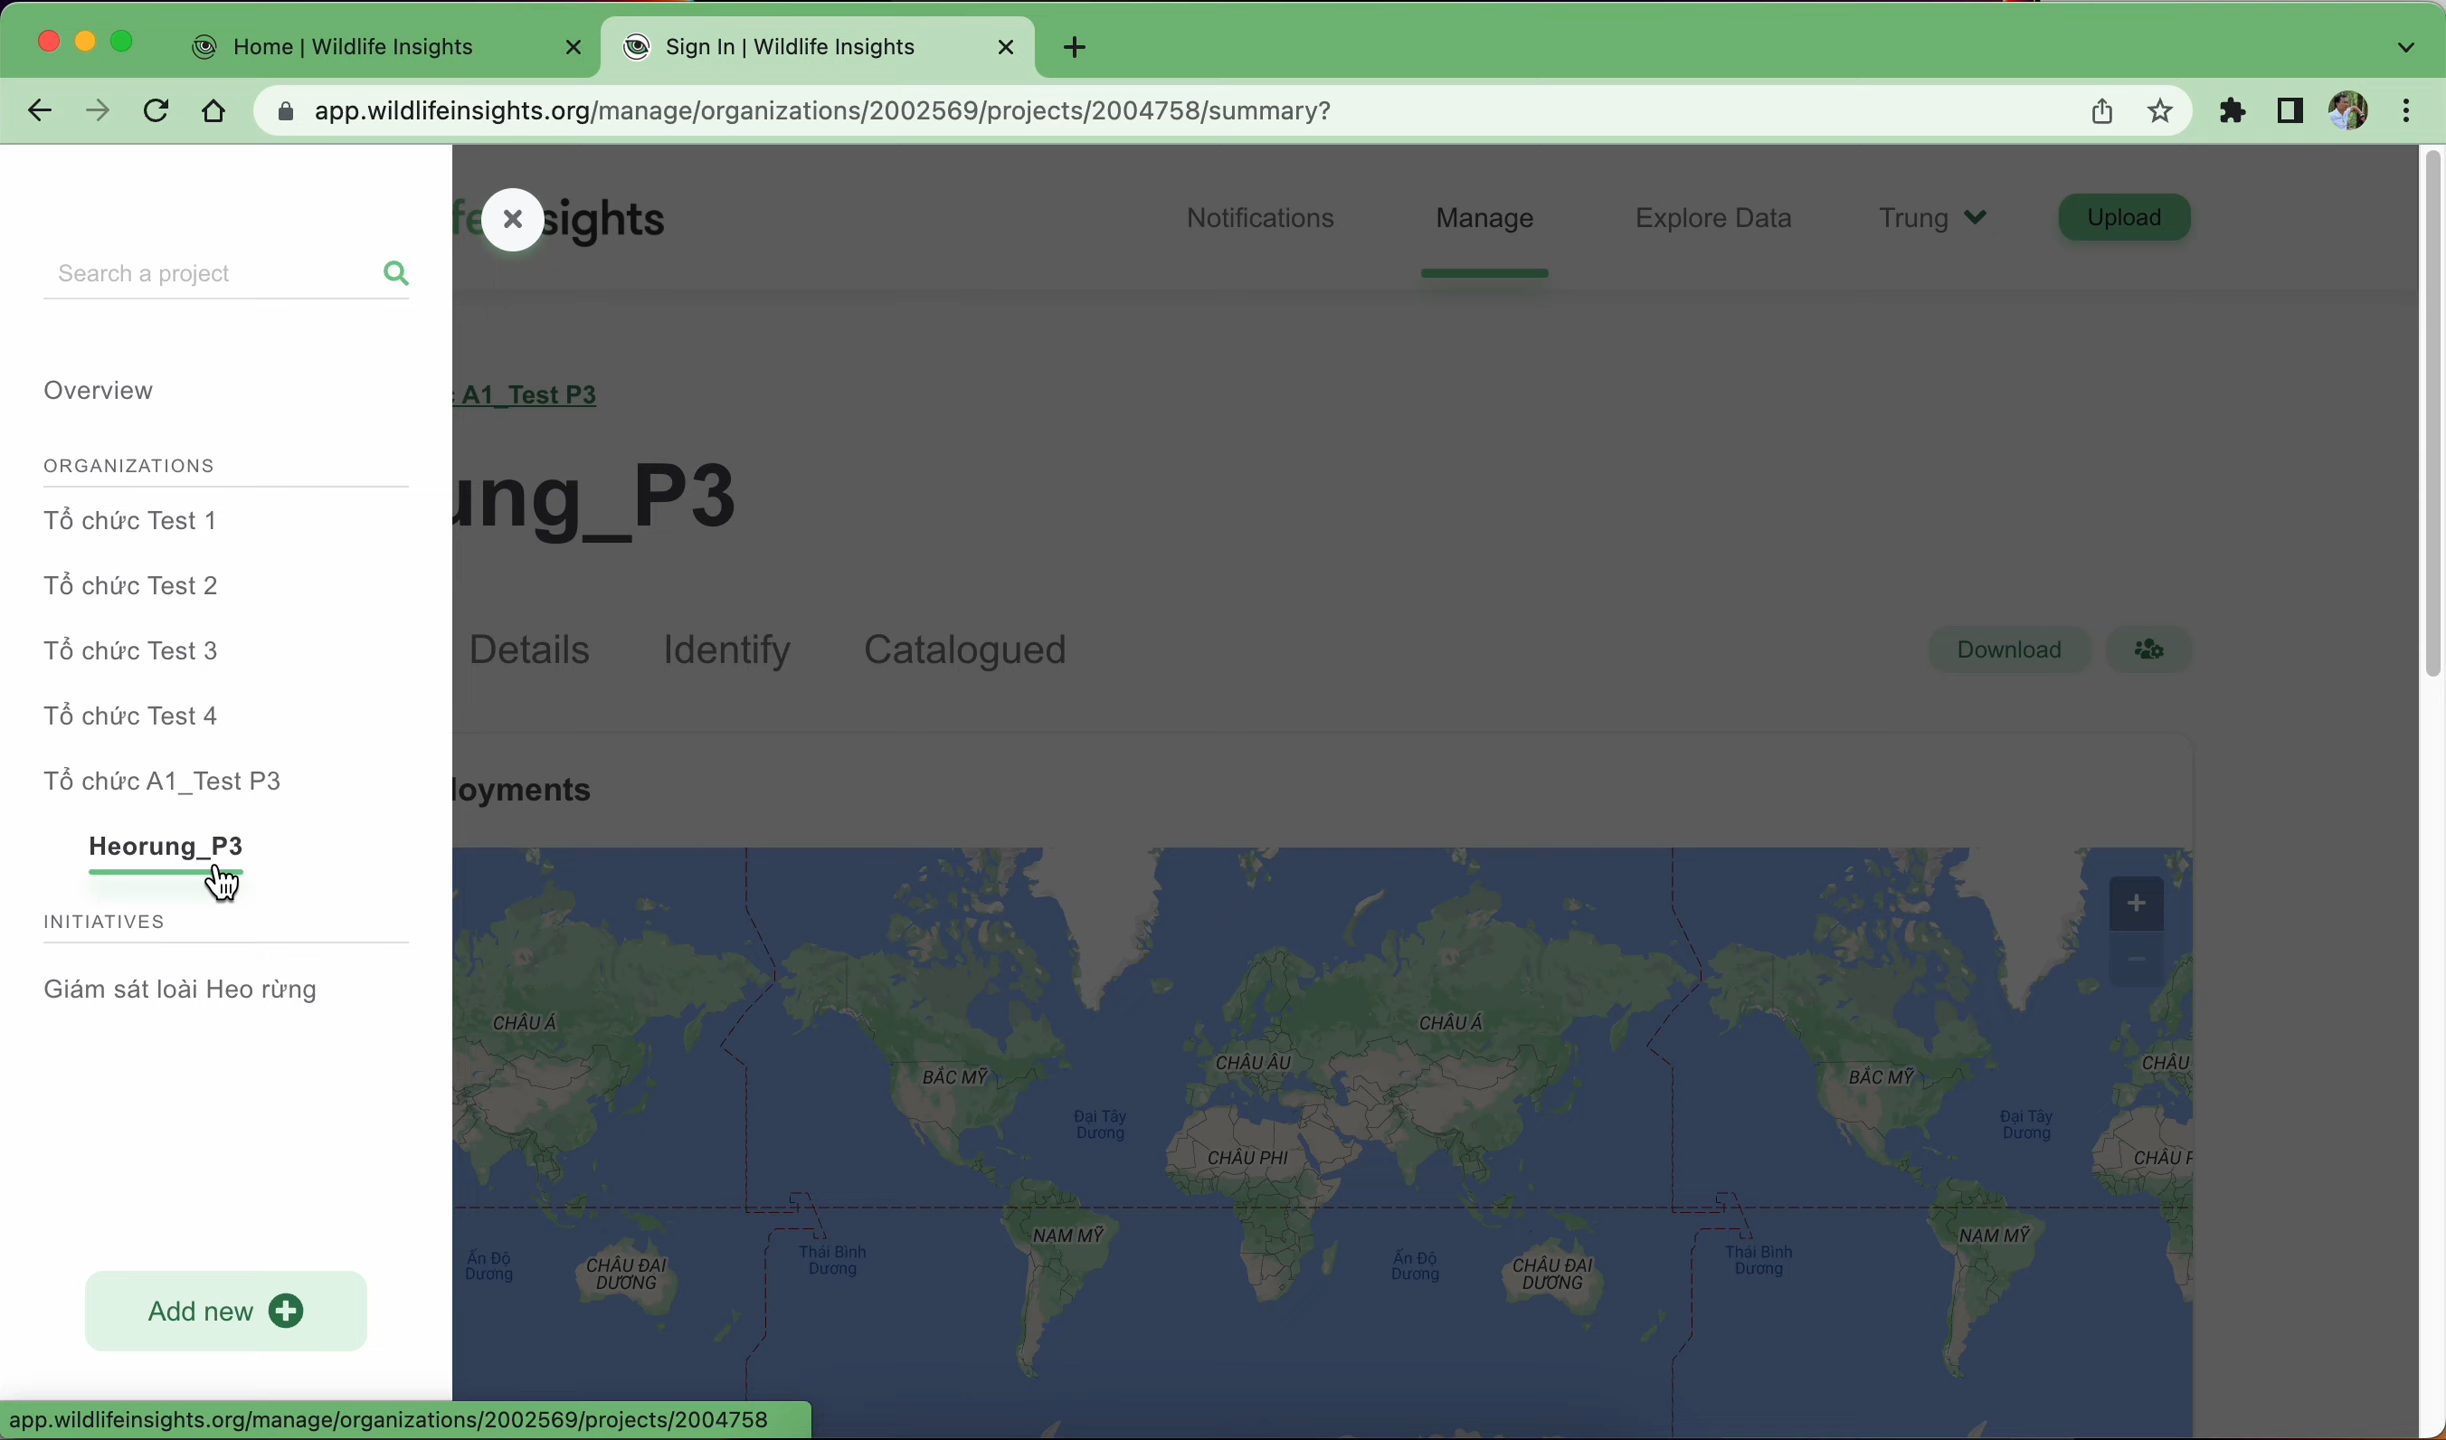 Home | Wildlife Insights
Sign In | Wildlife Insights
app.wildlifeinsights.org/manage/organizations/2002569/projects/2004758/summary?
fe sights
Notifications
Manage
Explore Data
Trung
Upload
Search a project
Overview
A1_Test P3
ORGANIZATIONS
Tổ chức Test 1
ung_P3
Tổ chức Test 2
Tổ chức Test 3
Details
Identify
Catalogued
Download
Tổ chức Test 4
Tổ chức A1_Test P3
loyments
Heorung_P3
INITIATIVES
Giám sát loài Heo rừng
CHÂU Á
CHÂU ÂU
BẮC MỸ
Đại Tây
Dương
CHÂU PHI
NAM MỸ
Ấn Độ
Dương
CHÂU ĐẠI
DƯƠNG
Thái Bình
Dương
CHÂU Á
BẮC MỸ
CHÂU
Đại Tây
Dương
CHÂU P
NAM MỸ
Ấn Độ
Dương
CHÂU ĐẠI
DƯƠNG
Thái Bình
Dương
Add new
app.wildlifeinsights.org/manage/organizations/2002569/projects/2004758